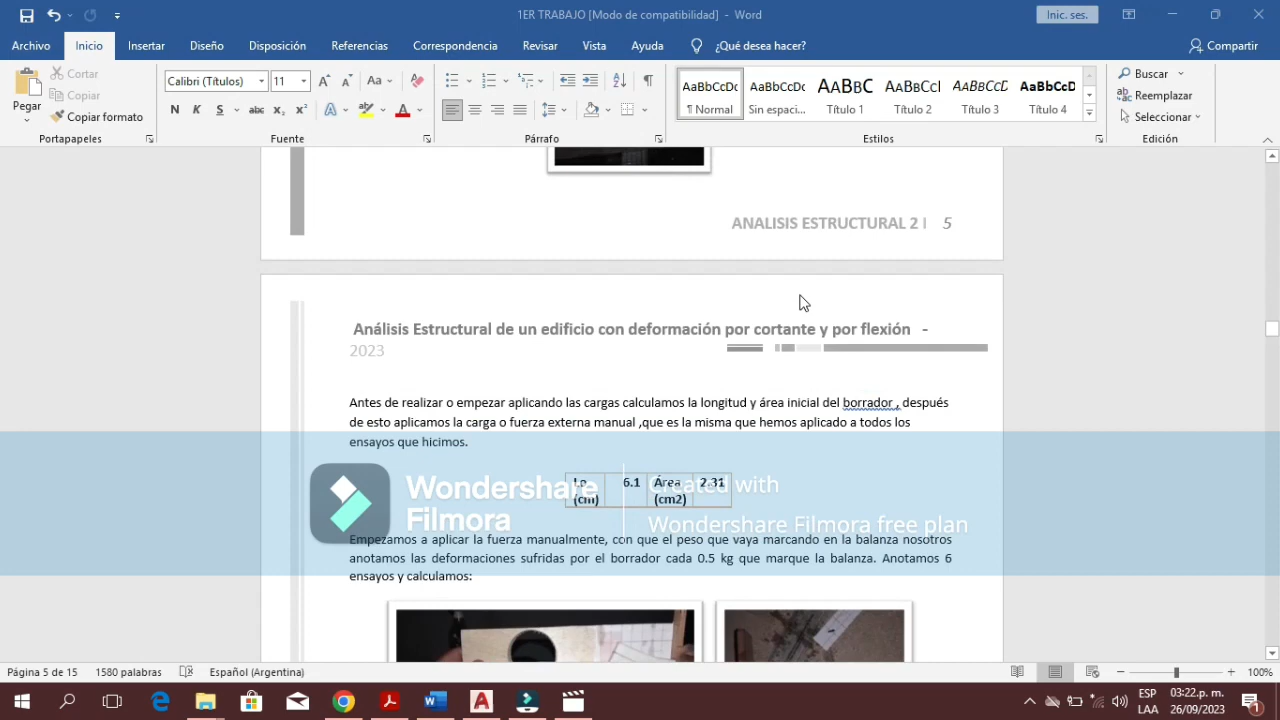 1ER TRABAJO [Modo de compatibilidad] - Word
Inic. ses.
Archivo Inicio Insertar Diseño Disposición Referencias Correspondencia Revisar Vista Ayuda ¿Qué desea hacer? Compartir
Pegar
Cortar
Copiar
Copiar formato
Portapapeles
Calibri (Títulos) 11
Fuente
Párrafo
AaBbCcDc AaBbCcDc AaBbC AaBbCcI AaBbCcD AaBbCcD
¶ Normal Sin espaci... Título 1 Título 2 Título 3 Título 4
Estilos
Buscar
Reemplazar
Seleccionar
Edición
ANALISIS ESTRUCTURAL 2 | 5
Análisis Estructural de un edificio con deformación por cortante y por flexión -
2023
Antes de realizar o empezar aplicando las cargas calculamos la longitud y área inicial del borrador , después
de esto aplicamos la carga o fuerza externa manual ,que es la misma que hemos aplicado a todos los
ensayos que hicimos.
Lo 6.1 Área 2.31
(cm) (cm2)
Wondershare
Filmora
Created with
Wondershare Filmora free plan
Empezamos a aplicar la fuerza manualmente, con que el peso que vaya marcando en la balanza nosotros
anotamos las deformaciones sufridas por el borrador cada 0.5 kg que marque la balanza. Anotamos 6
ensayos y calculamos:
Página 5 de 15 1580 palabras Español (Argentina) 100%
ESP 03:22 p. m.
LAA 26/09/2023
1